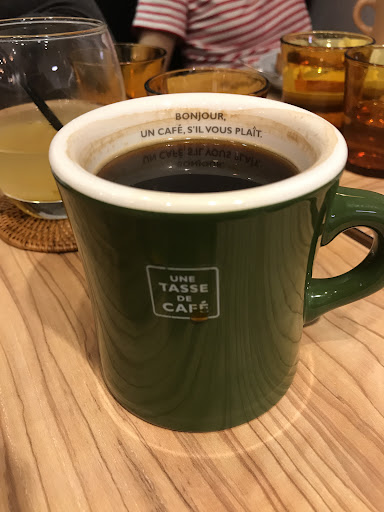 BONJOUR,
UN CAFÉ, S'IL VOUS PLAÎT.
UNE
TASSE
DE
CAFÉ